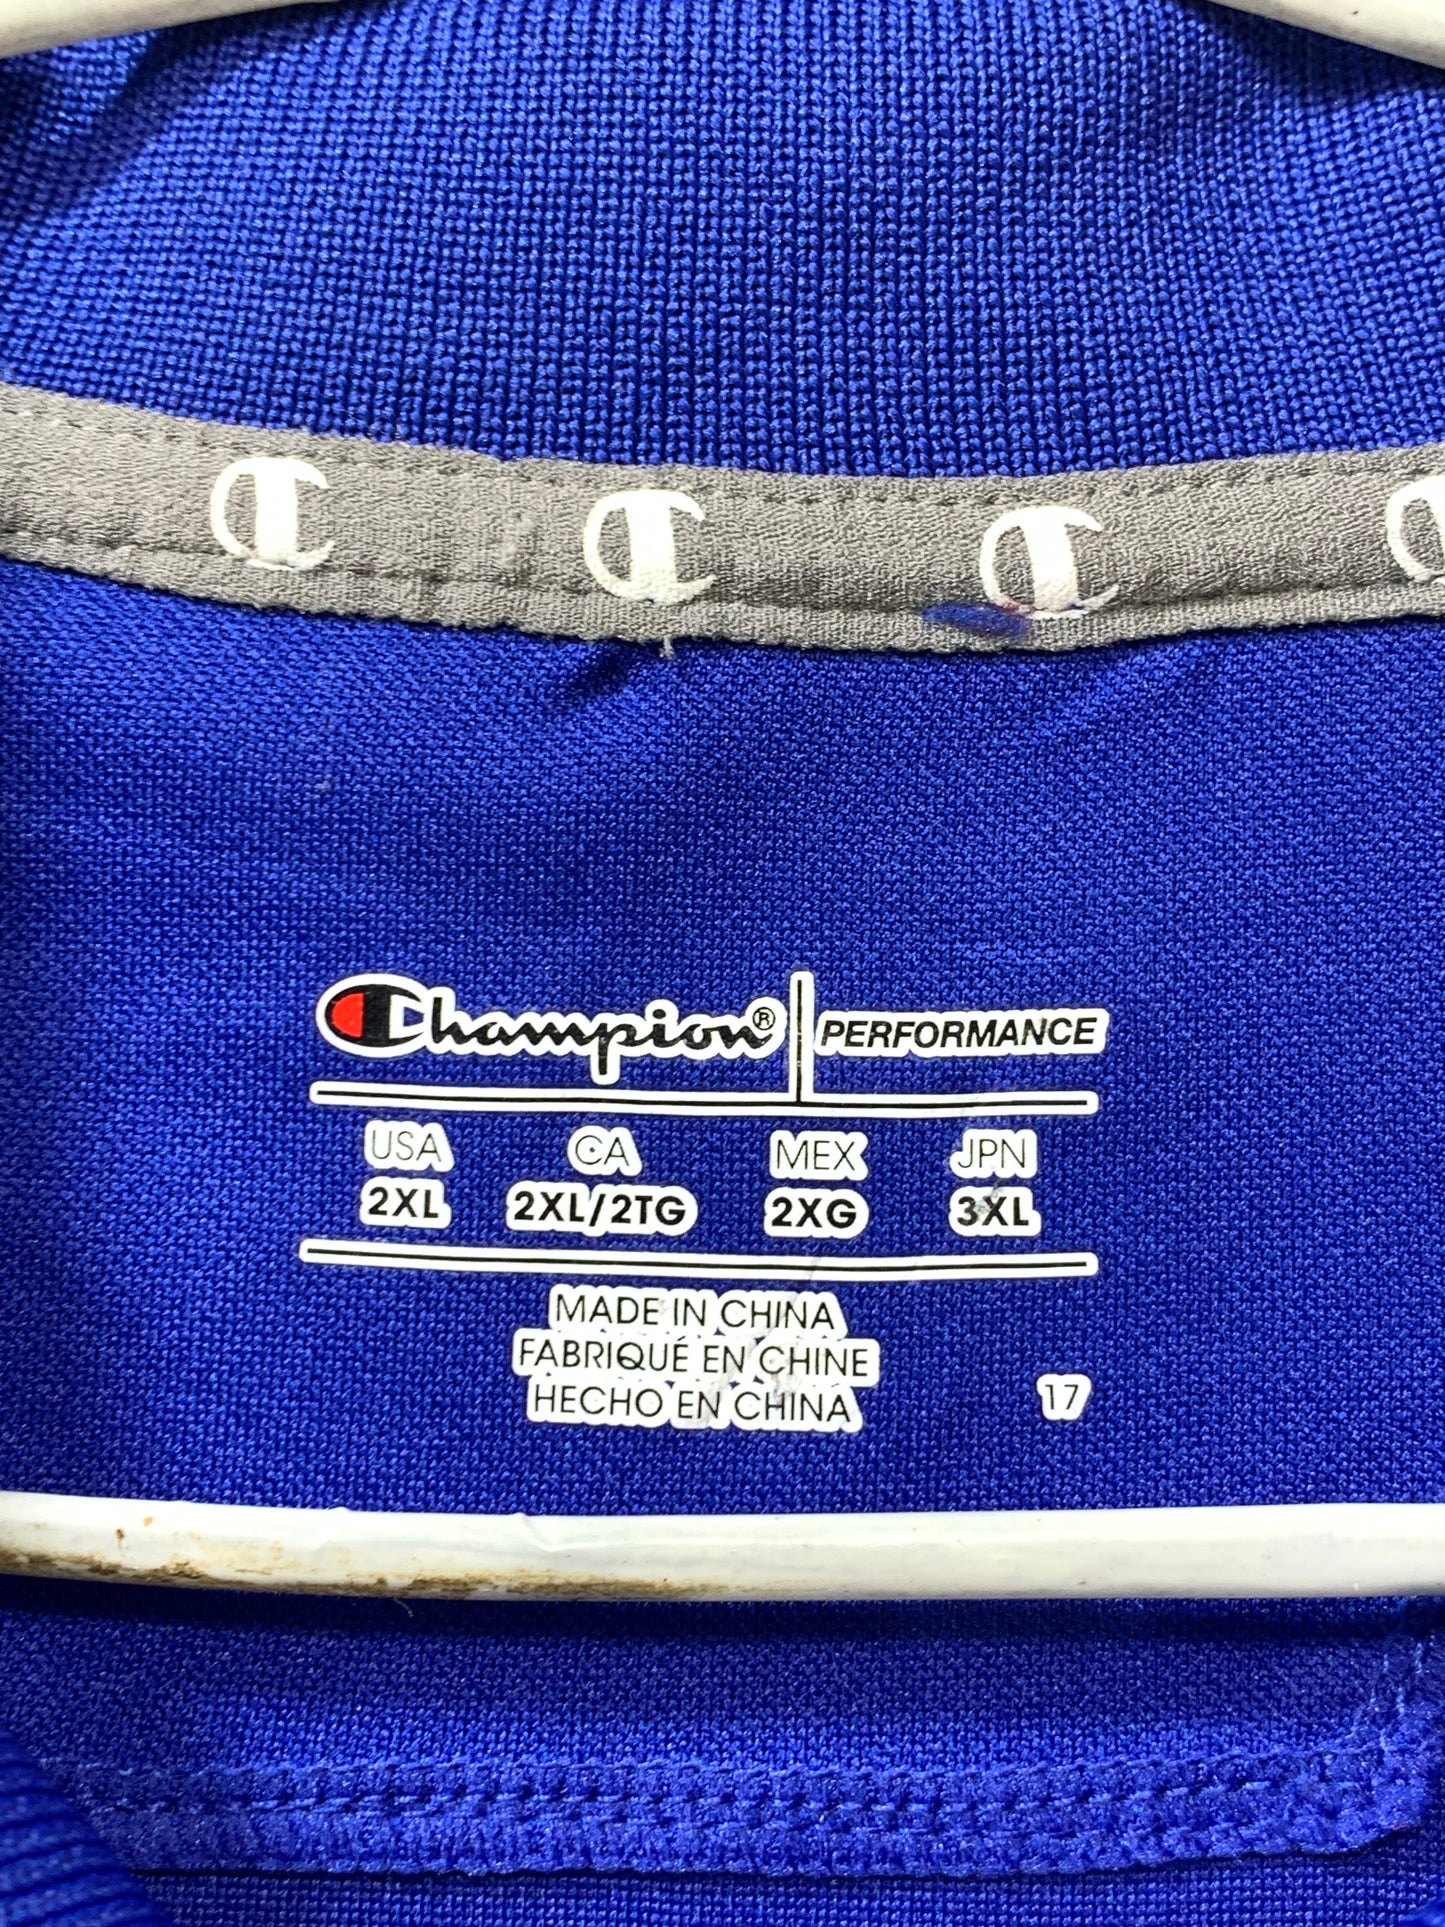 Champion® PERFORMANCE
USA CA MEX JPN
2XL 2XL/2TG 2XG 3XL
MADE IN CHINA
FABRIQUÉ EN CHINE
HECHO EN CHINA 17